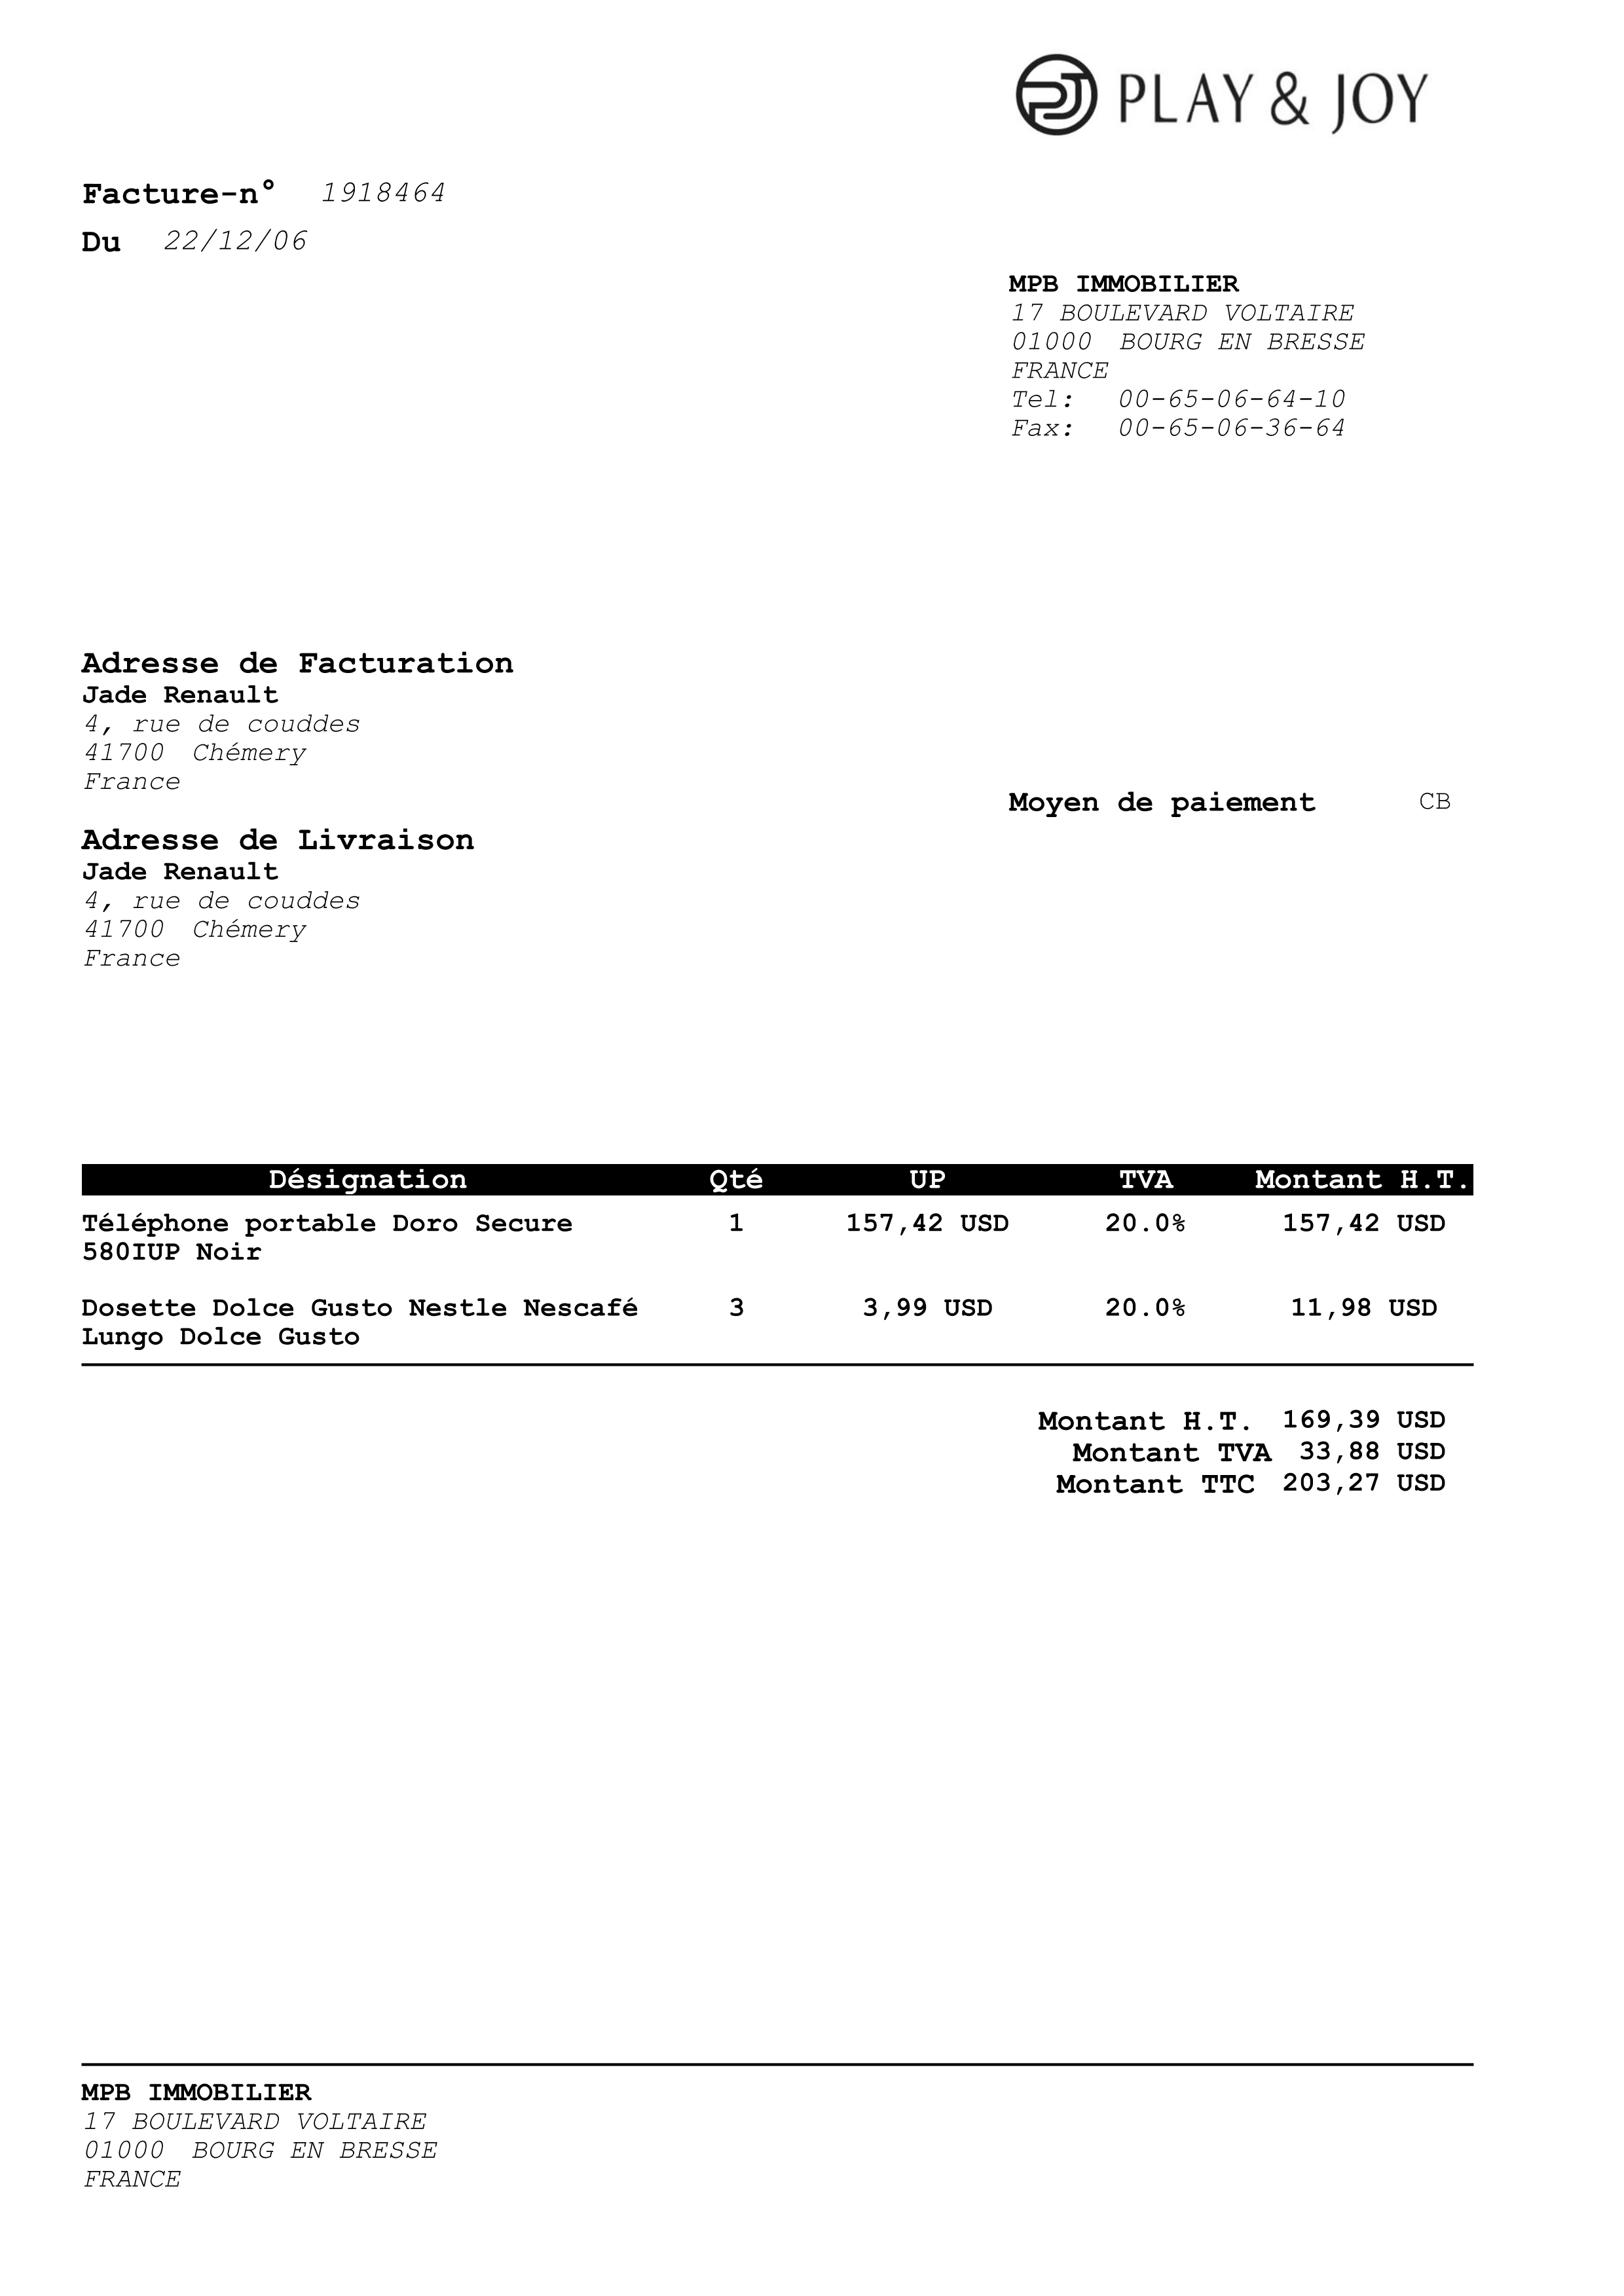 PLAY & JOY
Facture-n° 1918464
Du 22/12/06
MPB IMMOBILIER
17 BOULEVARD VOLTAIRE
01000 BOURG EN BRESSE
FRANCE
Tel: 00-65-06-64-10
Fax: 00-65-06-36-64
Adresse de Facturation
Jade Renault
4, rue de couddes
41700 Chémery
France
Moyen de paiement CB
Adresse de Livraison
Jade Renault
4, rue de couddes
41700 Chémery
France
Désignation Qté UP TVA Montant H.T.
Téléphone portable Doro Secure 1 157,42 USD 20.0% 157,42 USD
580IUP Noir
Dosette Dolce Gusto Nestle Nescafé 3 3,99 USD 20.0% 11,98 USD
Lungo Dolce Gusto
Montant H.T. 169,39 USD
Montant TVA 33,88 USD
Montant TTC 203,27 USD
MPB IMMOBILIER
17 BOULEVARD VOLTAIRE
01000 BOURG EN BRESSE
FRANCE